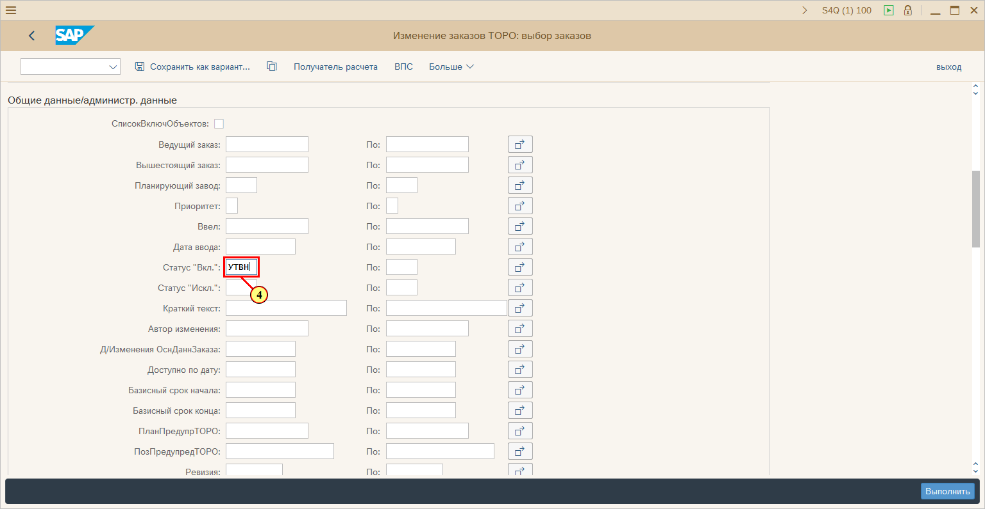 S4Q (1) 100
SAP
Изменение заказов ТОРО: выбор заказов
Сохранить как вариант... Получатель расчета ВПС Больше выход
Общие данные/администр. данные
СписокВключОбъектов:
Ведущий заказ: По:
Вышестоящий заказ: По:
Планирующий завод: По:
Приоритет: По:
Ввел: По:
Дата ввода: По:
Статус "Вкл.": УТВН По:
Статус "Искл.": По:
4
Краткий текст: По:
Автор изменения: По:
Д/Изменения ОснДаннЗаказа: По:
Доступно по дату: По:
Базисный срок начала: По:
Базисный срок конца: По:
ПланПредупрТОРО: По:
ПозПредупредТОРО: По:
Ревизия: По:
Выполнить